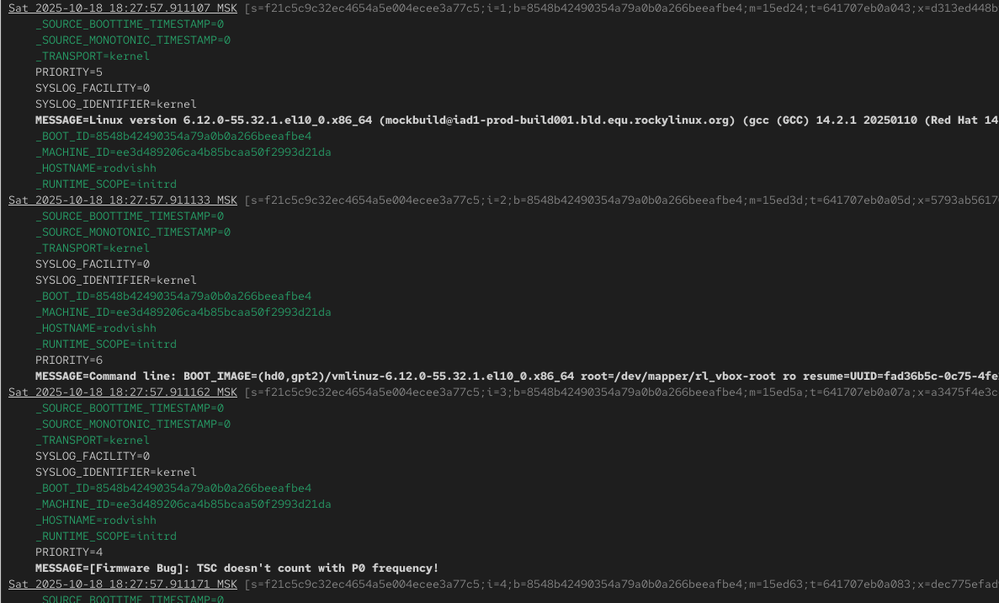 Sat 2025-10-18 18:27:57.911107 MSK [s=f21c5c9c32ec4654a5e004ecee3a77c5;i=1;b=8548b42490354a79a0b0a266beeafbe4;m=15ed24;t=641707eb0a043;x=d313ed448b
_SOURCE_BOOTTIME_TIMESTAMP=0
_SOURCE_MONOTONIC_TIMESTAMP=0
_TRANSPORT=kernel
PRIORITY=5
SYSLOG_FACILITY=0
SYSLOG_IDENTIFIER=kernel
MESSAGE=Linux version 6.12.0-55.32.1.el10_0.x86_64 (mockbuild@iad1-prod-build001.bld.equ.rockylinux.org) (gcc (GCC) 14.2.1 20250110 (Red Hat 14
_BOOT_ID=8548b42490354a79a0b0a266beeafbe4
_MACHINE_ID=ee3d489206ca4b85bcaa50f2993d21da
_HOSTNAME=rodvishh
_RUNTIME_SCOPE=initrd
Sat 2025-10-18 18:27:57.911133 MSK [s=f21c5c9c32ec4654a5e004ecee3a77c5;i=2;b=8548b42490354a79a0b0a266beeafbe4;m=15ed3d;t=641707eb0a05d;x=5793ab5617
_SOURCE_BOOTTIME_TIMESTAMP=0
_SOURCE_MONOTONIC_TIMESTAMP=0
_TRANSPORT=kernel
SYSLOG_FACILITY=0
SYSLOG_IDENTIFIER=kernel
_BOOT_ID=8548b42490354a79a0b0a266beeafbe4
_MACHINE_ID=ee3d489206ca4b85bcaa50f2993d21da
_HOSTNAME=rodvishh
_RUNTIME_SCOPE=initrd
PRIORITY=6
MESSAGE=Command line: BOOT_IMAGE=(hd0,gpt2)/vmlinuz-6.12.0-55.32.1.el10_0.x86_64 root=/dev/mapper/rl_vbox-root ro resume=UUID=fad36b5c-0c75-4fe
Sat 2025-10-18 18:27:57.911162 MSK [s=f21c5c9c32ec4654a5e004ecee3a77c5;i=3;b=8548b42490354a79a0b0a266beeafbe4;m=15ed5a;t=641707eb0a07a;x=a3475f4e3c
_SOURCE_BOOTTIME_TIMESTAMP=0
_SOURCE_MONOTONIC_TIMESTAMP=0
_TRANSPORT=kernel
SYSLOG_FACILITY=0
SYSLOG_IDENTIFIER=kernel
_BOOT_ID=8548b42490354a79a0b0a266beeafbe4
_MACHINE_ID=ee3d489206ca4b85bcaa50f2993d21da
_HOSTNAME=rodvishh
_RUNTIME_SCOPE=initrd
PRIORITY=4
MESSAGE=[Firmware Bug]: TSC doesn't count with P0 frequency!
Sat 2025-10-18 18:27:57.911171 MSK [s=f21c5c9c32ec4654a5e004ecee3a77c5;i=4;b=8548b42490354a79a0b0a266beeafbe4;m=15ed63;t=641707eb0a083;x=dec775efad
_SOURCE_BOOTTIME_TIMESTAMP=0